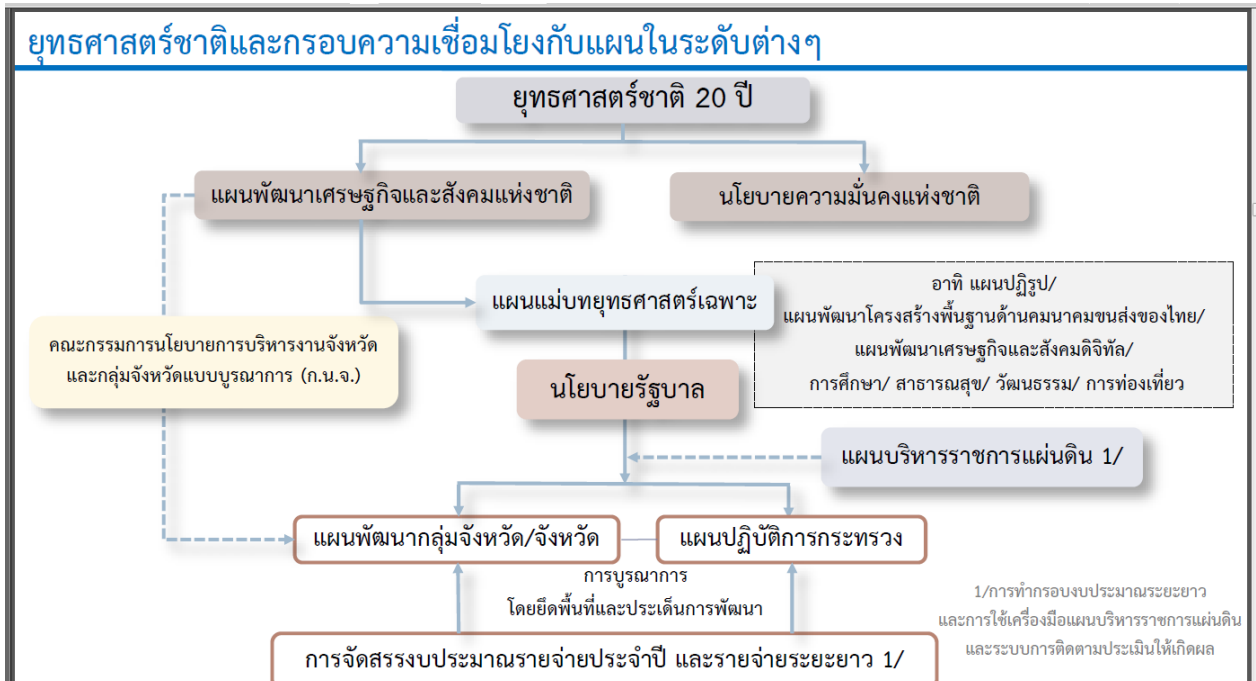 ยุทธศาสตร์ชาติและกรอบความเชื่อมโยงกับแผนในระดับต่างๆ
ยุทธศาสตร์ชาติ 20 ปี
แผนพัฒนาเศรษฐกิจและสังคมแห่งชาติ
นโยบายความมั่นคงแห่งชาติ
แผนแม่บทยุทธศาสตร์เฉพาะ
อาทิ แผนปฏิรูป/
แผนพัฒนาโครงสร้างพื้นฐานด้านคมนาคมขนส่งของไทย/
แผนพัฒนาเศรษฐกิจและสังคมดิจิทัล/
การศึกษา/ สาธารณสุข/ วัฒนธรรม/ การท่องเที่ยว
คณะกรรมการนโยบายการบริหารงานจังหวัด
และกลุ่มจังหวัดแบบบูรณาการ (ก.น.จ.)
นโยบายรัฐบาล
แผนบริหารราชการแผ่นดิน 1/
แผนพัฒนากลุ่มจังหวัด/จังหวัด
แผนปฏิบัติการกระทรวง
การบูรณาการ
โดยยึดพื้นที่และประเด็นการพัฒนา
การจัดสรรงบประมาณรายจ่ายประจำปี และรายจ่ายระยะยาว 1/
1/การทำกรอบงบประมาณระยะยาว
และการใช้เครื่องมือแผนบริหารราชการแผ่นดิน
และระบบการติดตามประเมินให้เกิดผล